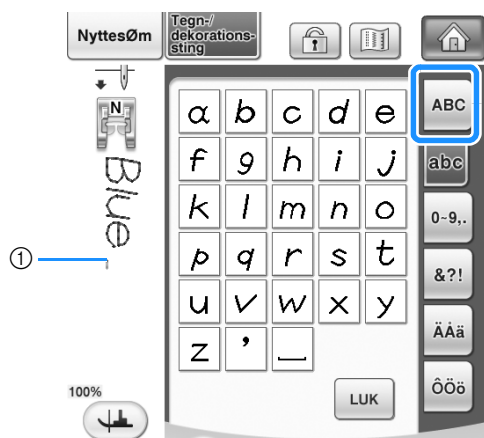 NyttesØm
Tegn-/
dekorations-
sting
N
Blue
①
100%
a b c d e
f g h i j
k l m n o
p q r s t
u v w x y
z ’ _
LUK
ABC
abc
0~9,.
&?!
ÄÅä
ÔÖö